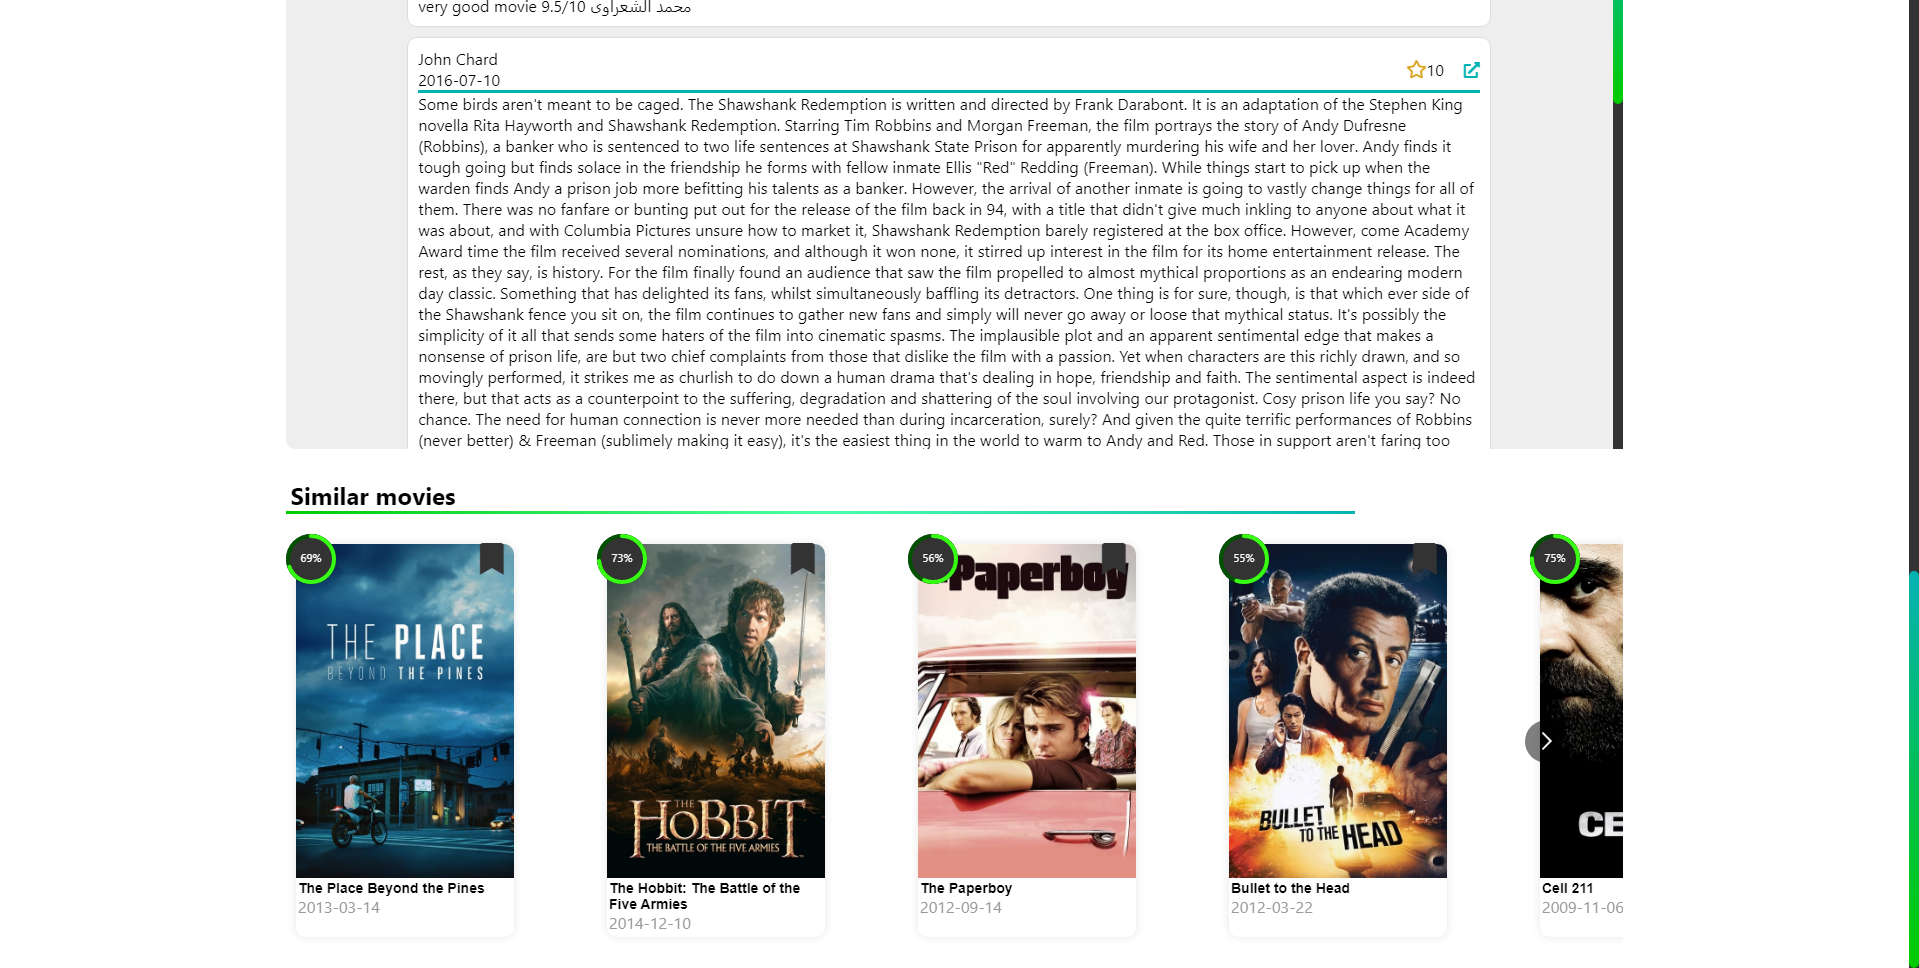 very good movie 9.5/10 محمد الشعراوى
John Chard
2016-07-10
10
Some birds aren't meant to be caged. The Shawshank Redemption is written and directed by Frank Darabont. It is an adaptation of the Stephen King
novella Rita Hayworth and Shawshank Redemption. Starring Tim Robbins and Morgan Freeman, the film portrays the story of Andy Dufresne
(Robbins), a banker who is sentenced to two life sentences at Shawshank State Prison for apparently murdering his wife and her lover. Andy finds it
tough going but finds solace in the friendship he forms with fellow inmate Ellis "Red" Redding (Freeman). While things start to pick up when the
warden finds Andy a prison job more befitting his talents as a banker. However, the arrival of another inmate is going to vastly change things for all of
them. There was no fanfare or bunting put out for the release of the film back in 94, with a title that didn't give much inkling to anyone about what it
was about, and with Columbia Pictures unsure how to market it, Shawshank Redemption barely registered at the box office. However, come Academy
Award time the film received several nominations, and although it won none, it stirred up interest in the film for its home entertainment release. The
rest, as they say, is history. For the film finally found an audience that saw the film propelled to almost mythical proportions as an endearing modern
day classic. Something that has delighted its fans, whilst simultaneously baffling its detractors. One thing is for sure, though, is that which ever side of
the Shawshank fence you sit on, the film continues to gather new fans and simply will never go away or loose that mythical status. It's possibly the
simplicity of it all that sends some haters of the film into cinematic spasms. The implausible plot and an apparent sentimental edge that makes a
nonsense of prison life, are but two chief complaints from those that dislike the film with a passion. Yet when characters are this richly drawn, and so
movingly performed, it strikes me as churlish to do down a human drama that's dealing in hope, friendship and faith. The sentimental aspect is indeed
there, but that acts as a counterpoint to the suffering, degradation and shattering of the soul involving our protagonist. Cosy prison life you say? No
chance. The need for human connection is never more needed than during incarceration, surely? And given the quite terrific performances of Robbins
(never better) & Freeman (sublimely making it easy), it's the easiest thing in the world to warm to Andy and Red. Those in support aren't faring too
Similar movies
69%
THE PLACE
BEYOND THE PINES
The Place Beyond the Pines
2013-03-14
73%
THE
HOBBIT
THE BATTLE OF THE FIVE ARMIES
The Hobbit: The Battle of the
Five Armies
2014-12-10
56%
Paperboy
The Paperboy
2012-09-14
55%
BULLET
TO THE HEAD
Bullet to the Head
2012-03-22
75%
CE
Cell 211
2009-11-06